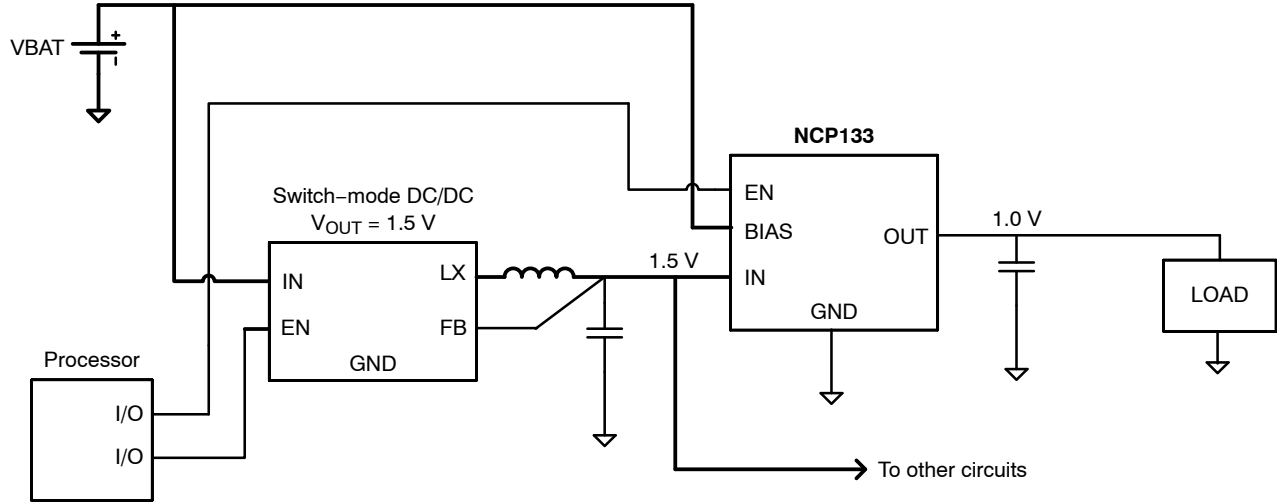 VBAT
+
NCP133
Switch−mode DC/DC
VOUT = 1.5 V
EN
BIAS
IN
OUT
GND
1.0 V
LOAD
1.5 V
IN
EN
LX
FB
GND
Processor
I/O
I/O
To other circuits